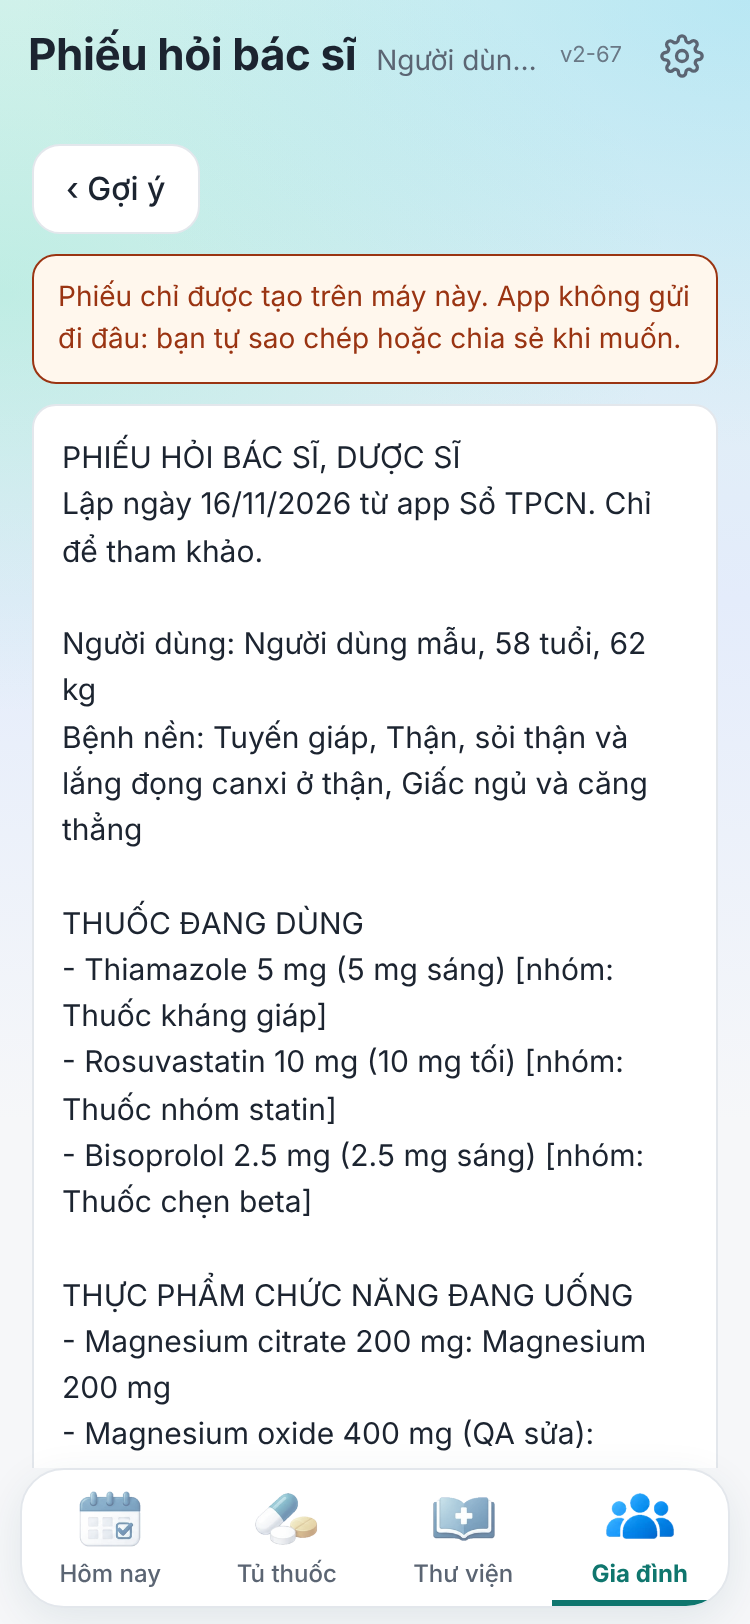 Phiếu hỏi bác sĩ Người dùn... v2-67
‹ Gợi ý
Phiếu chỉ được tạo trên máy này. App không gửi
đi đâu: bạn tự sao chép hoặc chia sẻ khi muốn.
PHIẾU HỎI BÁC SĨ, DƯỢC SĨ
Lập ngày 16/11/2026 từ app Sổ TPCN. Chỉ
để tham khảo.
Người dùng: Người dùng mẫu, 58 tuổi, 62
kg
Bệnh nền: Tuyến giáp, Thận, sỏi thận và
lắng đọng canxi ở thận, Giấc ngủ và căng
thẳng
THUỐC ĐANG DÙNG
- Thiamazole 5 mg (5 mg sáng) [nhóm:
Thuốc kháng giáp]
- Rosuvastatin 10 mg (10 mg tối) [nhóm:
Thuốc nhóm statin]
- Bisoprolol 2.5 mg (2.5 mg sáng) [nhóm:
Thuốc chẹn beta]
THỰC PHẨM CHỨC NĂNG ĐANG UỐNG
- Magnesium citrate 200 mg: Magnesium
200 mg
- Magnesium oxide 400 mg (QA sửa):
Hôm nay Tủ thuốc Thư viện Gia đình